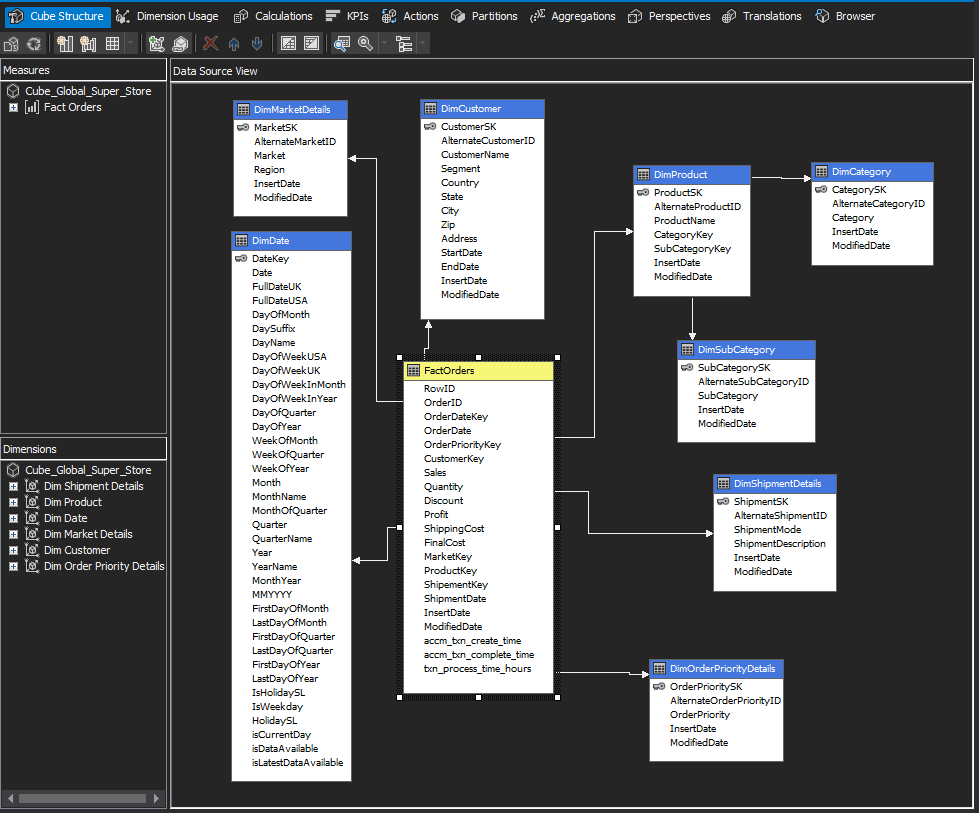 Cube Structure
Dimension Usage
Calculations
KPIs
Actions
Partitions
Aggregations
Perspectives
Translations
Browser
Measures
Cube_Global_Super_Store
Fact Orders
Dimensions
Cube_Global_Super_Store
Dim Shipment Details
Dim Product
Dim Date
Dim Market Details
Dim Customer
Dim Order Priority Details
Data Source View
DimMarketDetails
MarketSK
AlternateMarketID
Market
Region
InsertDate
ModifiedDate
DimDate
DateKey
Date
FullDateUK
FullDateUSA
DayOfMonth
DaySuffix
DayName
DayOfWeekUSA
DayOfWeekUK
DayOfWeekInMonth
DayOfWeekInYear
DayOfQuarter
DayOfYear
WeekOfMonth
WeekOfQuarter
WeekOfYear
Month
MonthName
MonthOfQuarter
Quarter
QuarterName
Year
YearName
MonthYear
MMYYYY
FirstDayOfMonth
LastDayOfMonth
FirstDayOfQuarter
LastDayOfQuarter
FirstDayOfYear
LastDayOfYear
IsHolidaySL
IsWeekday
HolidaySL
isCurrentDay
isDataAvailable
isLatestDataAvailable
DimCustomer
CustomerSK
AlternateCustomerID
CustomerName
Segment
Country
State
City
Zip
Address
StartDate
EndDate
InsertDate
ModifiedDate
FactOrders
RowID
OrderID
OrderDateKey
OrderDate
OrderPriorityKey
CustomerKey
Sales
Quantity
Discount
Profit
ShippingCost
FinalCost
MarketKey
ProductKey
ShipementKey
ShipmentDate
InsertDate
ModifiedDate
accm_txn_create_time
accm_txn_complete_time
txn_process_time_hours
DimProduct
ProductSK
AlternateProductID
ProductName
CategoryKey
SubCategoryKey
InsertDate
ModifiedDate
DimCategory
CategorySK
AlternateCategoryID
Category
InsertDate
ModifiedDate
DimSubCategory
SubCategorySK
AlternateSubCategoryID
SubCategory
InsertDate
ModifiedDate
DimShipmentDetails
ShipmentSK
AlternateShipmentID
ShipmentMode
ShipmentDescription
InsertDate
ModifiedDate
DimOrderPriorityDetails
OrderPrioritySK
AlternateOrderPriorityID
OrderPriority
InsertDate
ModifiedDate